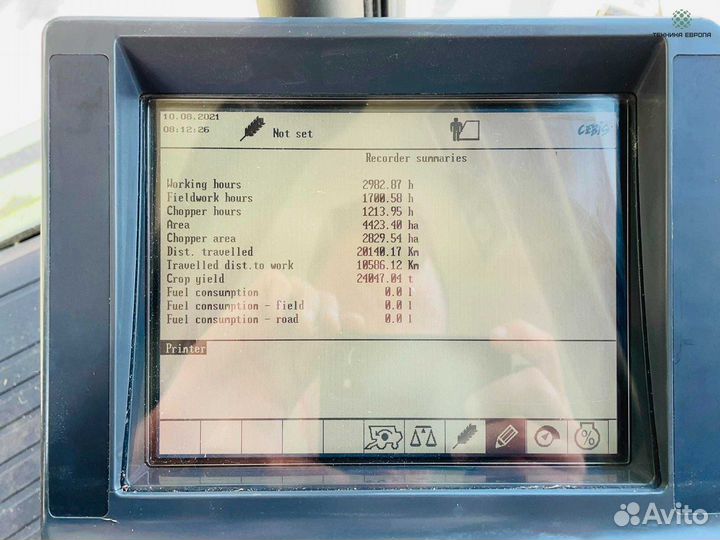 ТЕХНИКА ЕВРОПА
10.08.2021
08:12:26
Not set
CEBIS
Recorder summaries
Working hours 2982.87 h
Fieldwork hours 1700.58 h
Chopper hours 1213.95 h
Area 4423.40 ha
Chopper area 2829.54 ha
Dist. travelled 20140.17 Km
Travelled dist.to work 10586.12 Km
Crop yield 24047.04 t
Fuel consumption 0.0 l
Fuel consumption - field 0.0 l
Fuel consumption - road 0.0 l
Printer
%
Avito